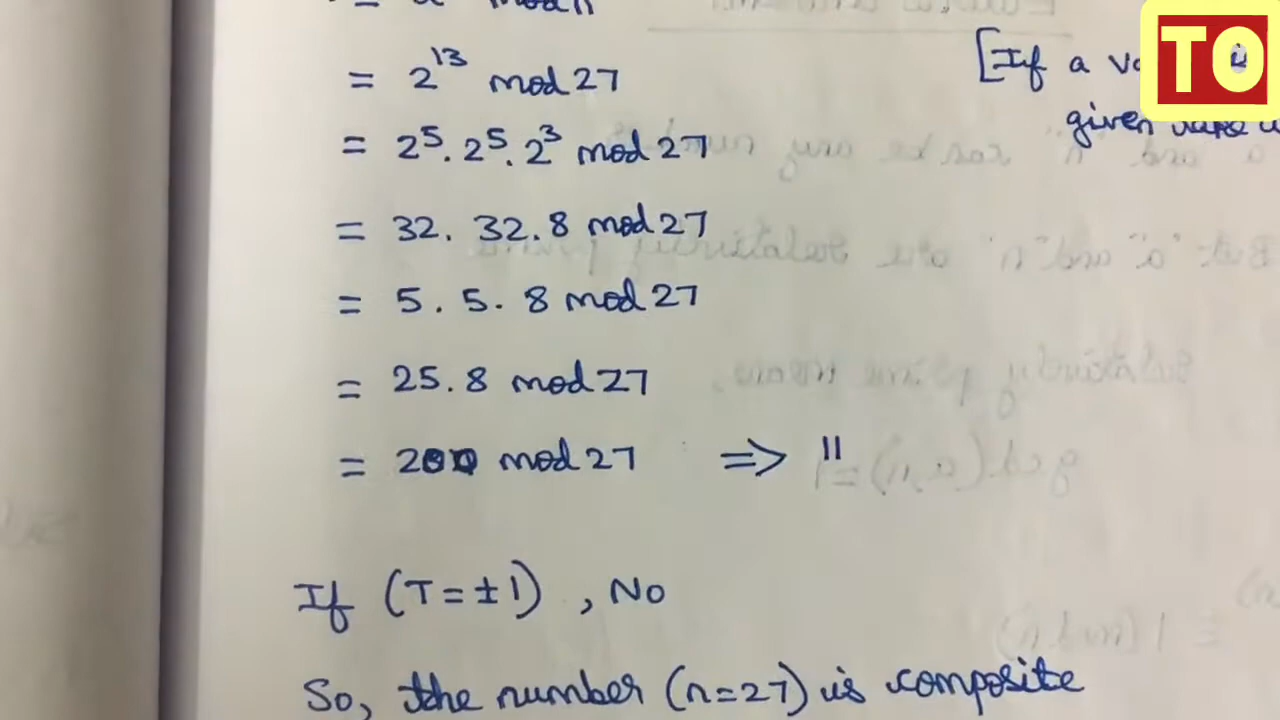 = 2^13 mod 27
[If a
TO
given
= 2^5. 2^5. 2^3 mod 27
= 32. 32. 8 mod 27
= 5. 5. 8 mod 27
= 25. 8 mod 27
= 200 mod 27 => 11
If (T = ±1), No
So, the number (n=27) is composite